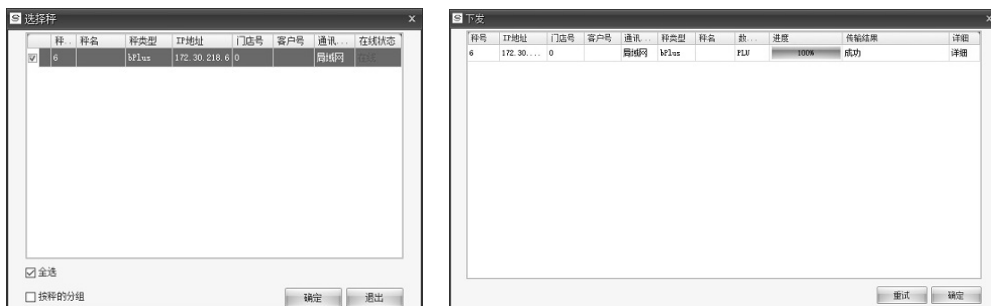 选择秤
秤... 秤名 秤类型 IP地址 门店号 客户号 通讯... 在线状态
6 bPlus 172.30.218.6 0 局域网 在线
全选
按秤的分组
确定 退出
下发
秤号 IP地址 门店号 客户号 通讯... 秤类型 秤名 数... 进度 传输结果 详细
6 172.30.... 0 局域网 bPlus PLU 100% 成功 详细
重试 确定